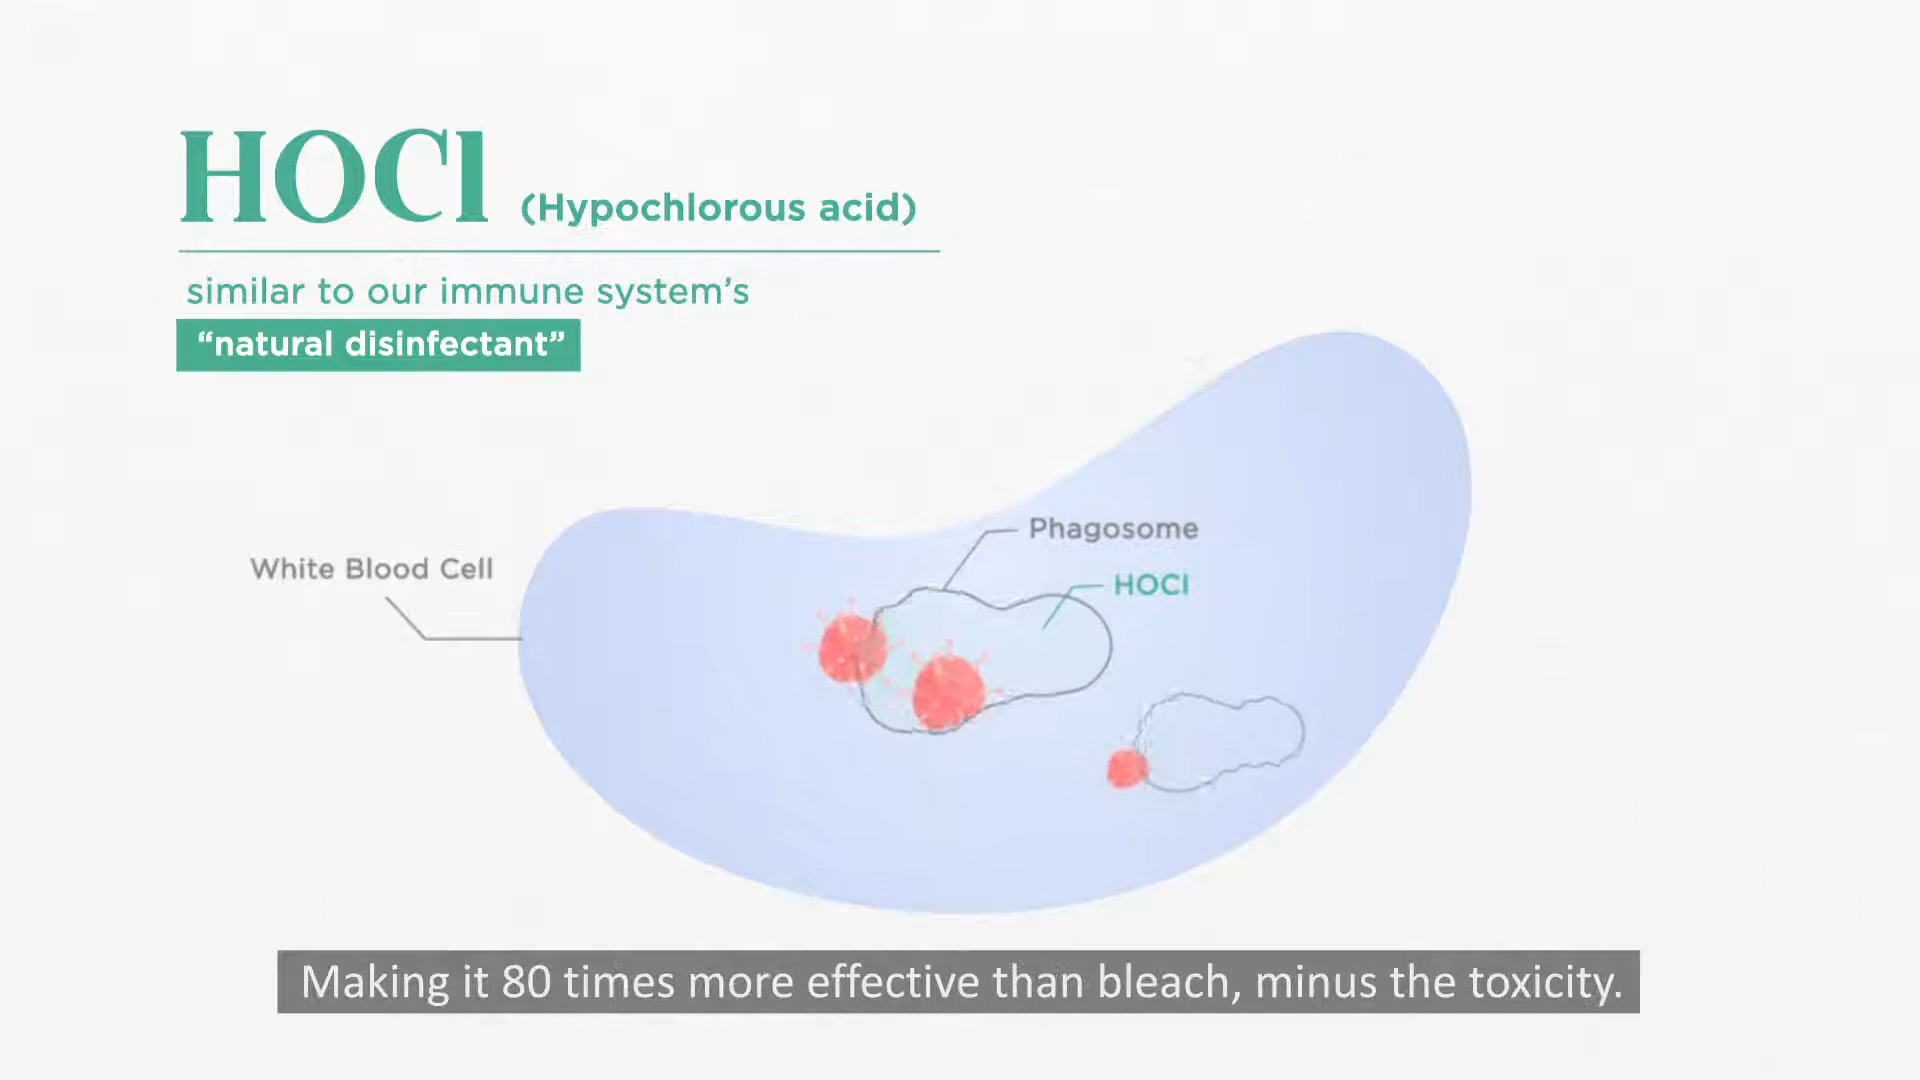 HOCl
(Hypochlorous acid)
similar to our immune system’s
“natural disinfectant”
Phagosome
White Blood Cell
HOCl
Making it 80 times more effective than bleach, minus the toxicity.